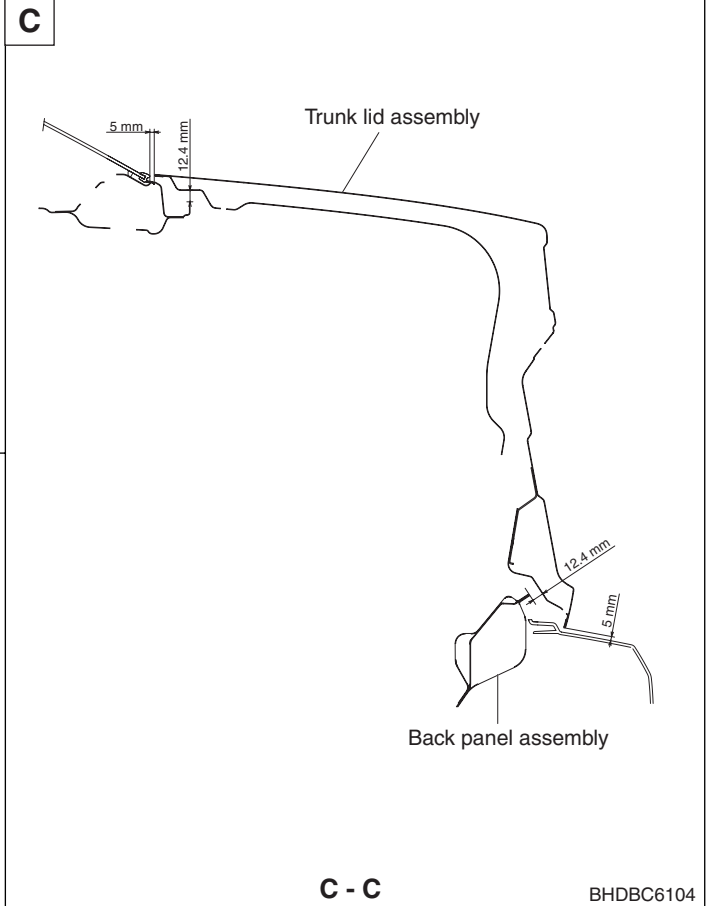 C
Trunk lid assembly
5 mm
12.4 mm
12.4 mm
5 mm
Back panel assembly
C - C
BHDBC6104